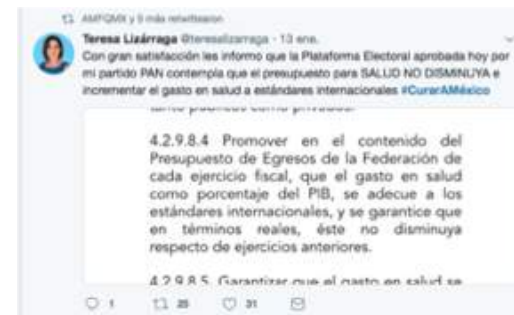 AMFQMX y 9 más retwittearon
Teresa Lizárraga @teresalizarraga · 13 ene.
Con gran satisfacción les informo que la Plataforma Electoral aprobada hoy por
mi partido PAN contempla que el presupuesto para SALUD NO DISMINUYA e
incrementar el gasto en salud a estándares internacionales #CurarAMéxico
tanto públicos como privados.
4.2.9.8.4 Promover en el contenido del
Presupuesto de Egresos de la Federación de
cada ejercicio fiscal, que el gasto en salud
como porcentaje del PIB, se adecue a los
estándares internacionales, y se garantice que
en términos reales, éste no disminuya
respecto de ejercicios anteriores.
4.2.9.8.5 Garantizar que el gasto en salud se
1 25 31